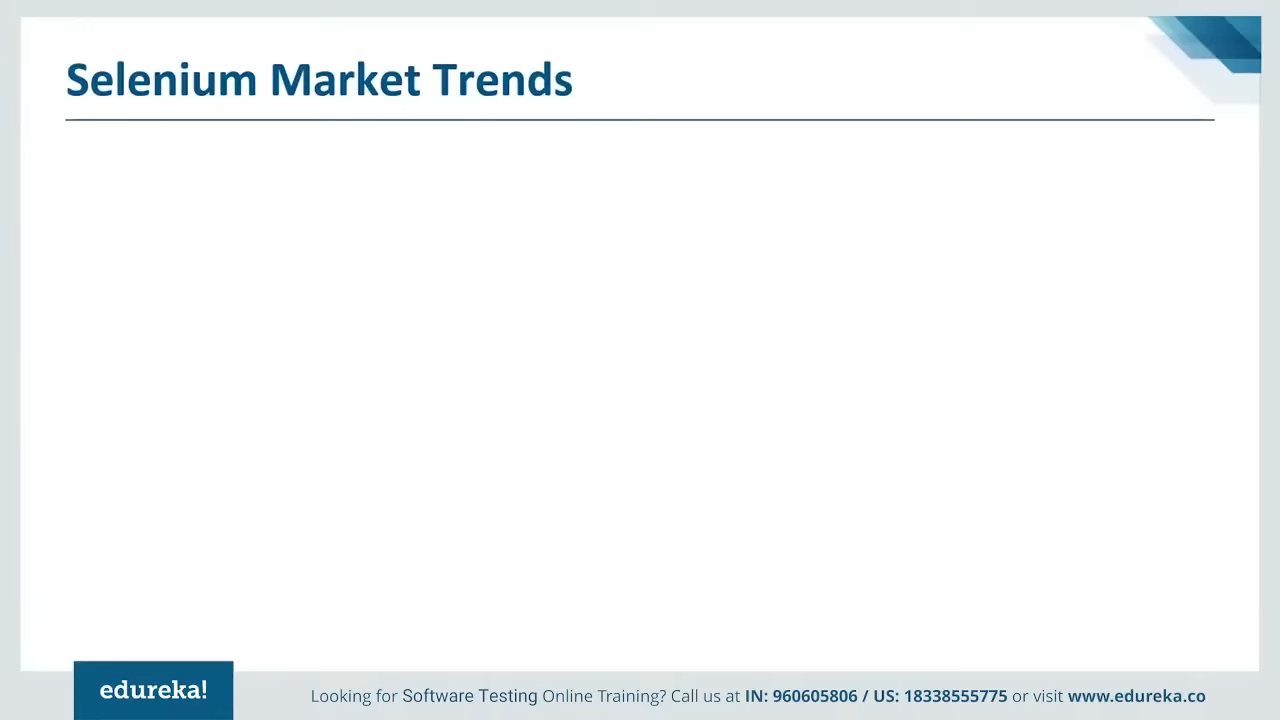 Selenium Market Trends
edureka!
Looking for Software Testing Online Training? Call us at IN: 960605806 / US: 18338555775 or visit www.edureka.co